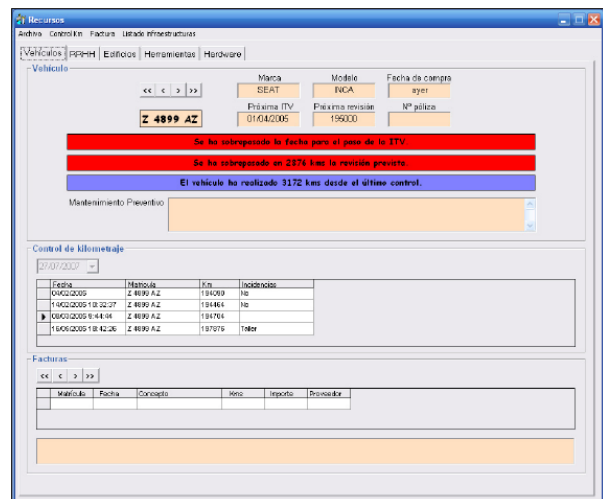 Recursos
Archivo Control Km Factura Listado infraestructuras
Vehículos RRHH Edificios Herramientas Hardware
Vehículo
Marca Modelo Fecha de compra
<< < > >> SEAT INCA ayer
Próxima ITV Próxima revisión Nº póliza
Z 4899 AZ 01/04/2005 195000
Se ha sobrepasado la fecha para el paso de la ITV.
Se ha sobrepasado en 2876 kms la revisión prevista.
El vehículo ha realizado 3172 kms desde el último control.
Mantenimiento Preventivo
Control de kilometraje
27/07/2007
Fecha Matricula Km Incidencias
04/02/2005 Z 4899 AZ 194090 No
14/02/2005 10:32:37 Z 4899 AZ 194464 No
08/03/2005 9:44:44 Z 4899 AZ 194704
16/06/2005 18:42:26 Z 4899 AZ 197876 Taller
Facturas
<< < > >>
Matrícula Fecha Concepto Kms Importe Proveedor